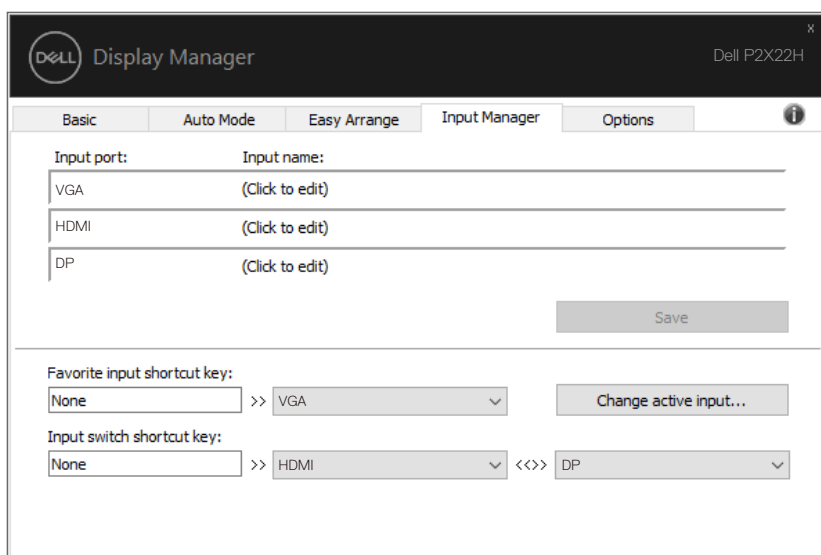 x
DELL Display Manager Dell P2X22H
Basic Auto Mode Easy Arrange Input Manager Options i
Input port: Input name:
VGA (Click to edit)
HDMI (Click to edit)
DP (Click to edit)
Save
Favorite input shortcut key:
None >> VGA Change active input...
Input switch shortcut key:
None >> HDMI <<>> DP